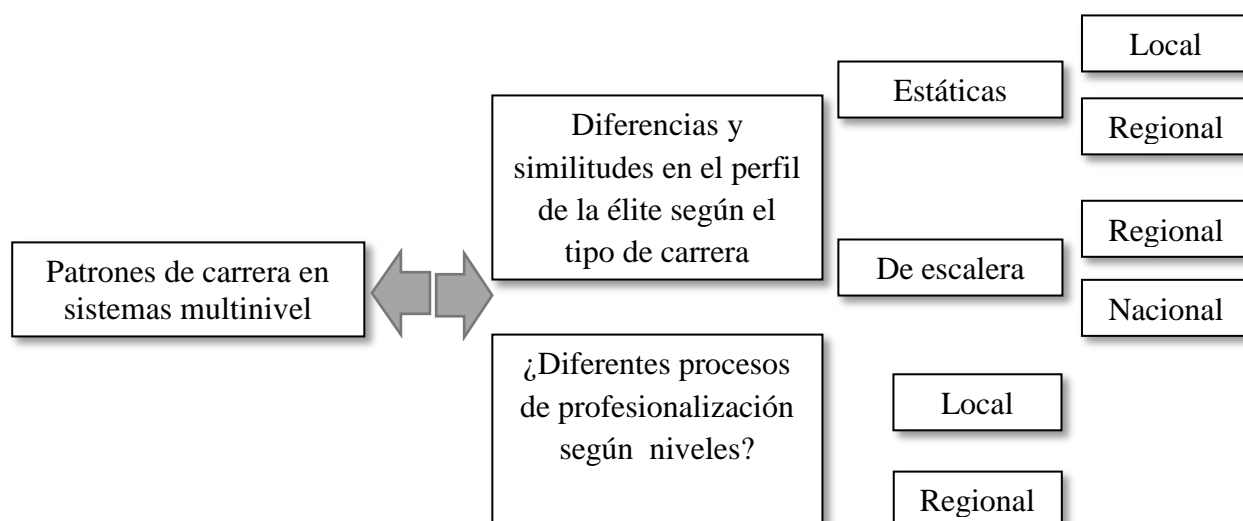 Patrones de carrera en
sistemas multinivel
Diferencias y
similitudes en el perfil
de la élite según el
tipo de carrera
Estáticas
Local
Regional
De escalera
Regional
Nacional
¿Diferentes procesos
de profesionalización
según  niveles?
Local
Regional